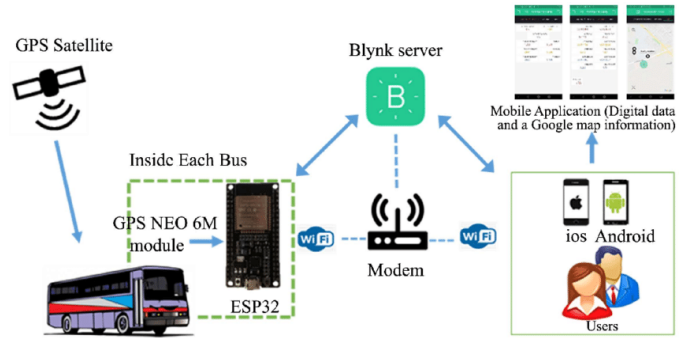 GPS Satellite
Blynk server
B
Mobile Application (Digital data
and a Google map information)
Inside Each Bus
GPS NEO 6M
module
ESP32
WiFi
Modem
WiFi
ios Android
Users